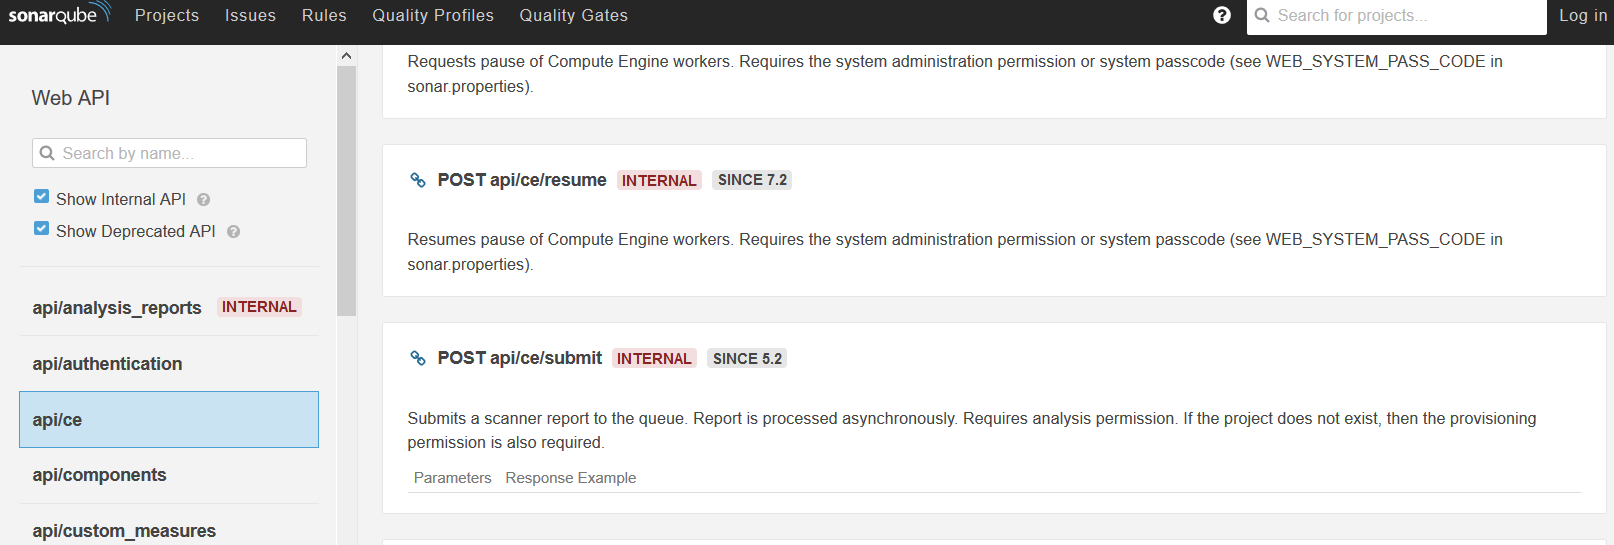 sonarqube Projects Issues Rules Quality Profiles Quality Gates ? Search for projects... Log in
Web API
Search by name...
Show Internal API ?
Show Deprecated API ?
api/analysis_reports INTERNAL
api/authentication
api/ce
api/components
api/custom_measures
Requests pause of Compute Engine workers. Requires the system administration permission or system passcode (see WEB_SYSTEM_PASS_CODE in
sonar.properties).
POST api/ce/resume INTERNAL SINCE 7.2
Resumes pause of Compute Engine workers. Requires the system administration permission or system passcode (see WEB_SYSTEM_PASS_CODE in
sonar.properties).
POST api/ce/submit INTERNAL SINCE 5.2
Submits a scanner report to the queue. Report is processed asynchronously. Requires analysis permission. If the project does not exist, then the provisioning
permission is also required.
Parameters Response Example